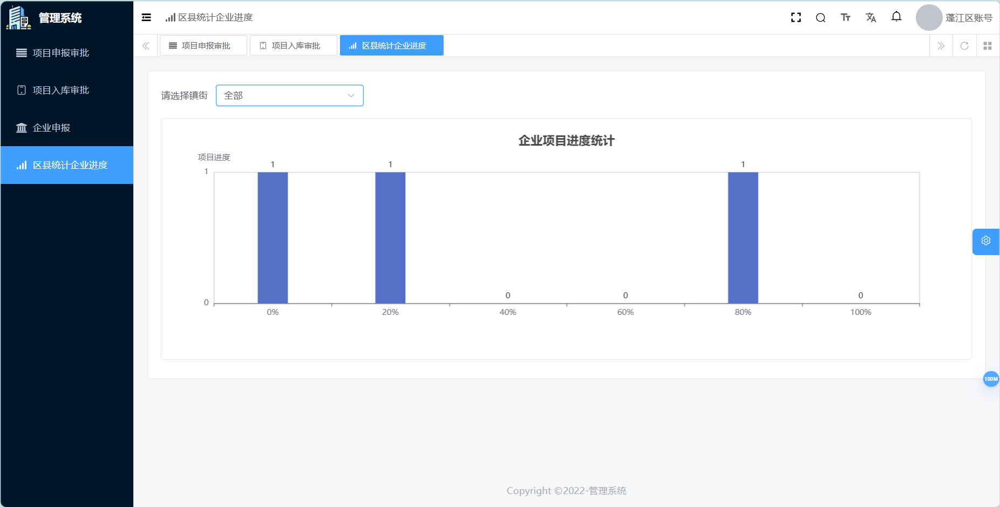 管理系统
区县统计企业进度
蓬江区账号
项目申报审批
项目入库审批
企业申报
区县统计企业进度
项目申报审批
项目入库审批
区县统计企业进度
请选择镇街
全部
企业项目进度统计
项目进度
1
1
1
1
0
0
0
0
0%
20%
40%
60%
80%
100%
100M
Copyright ©2022-管理系统